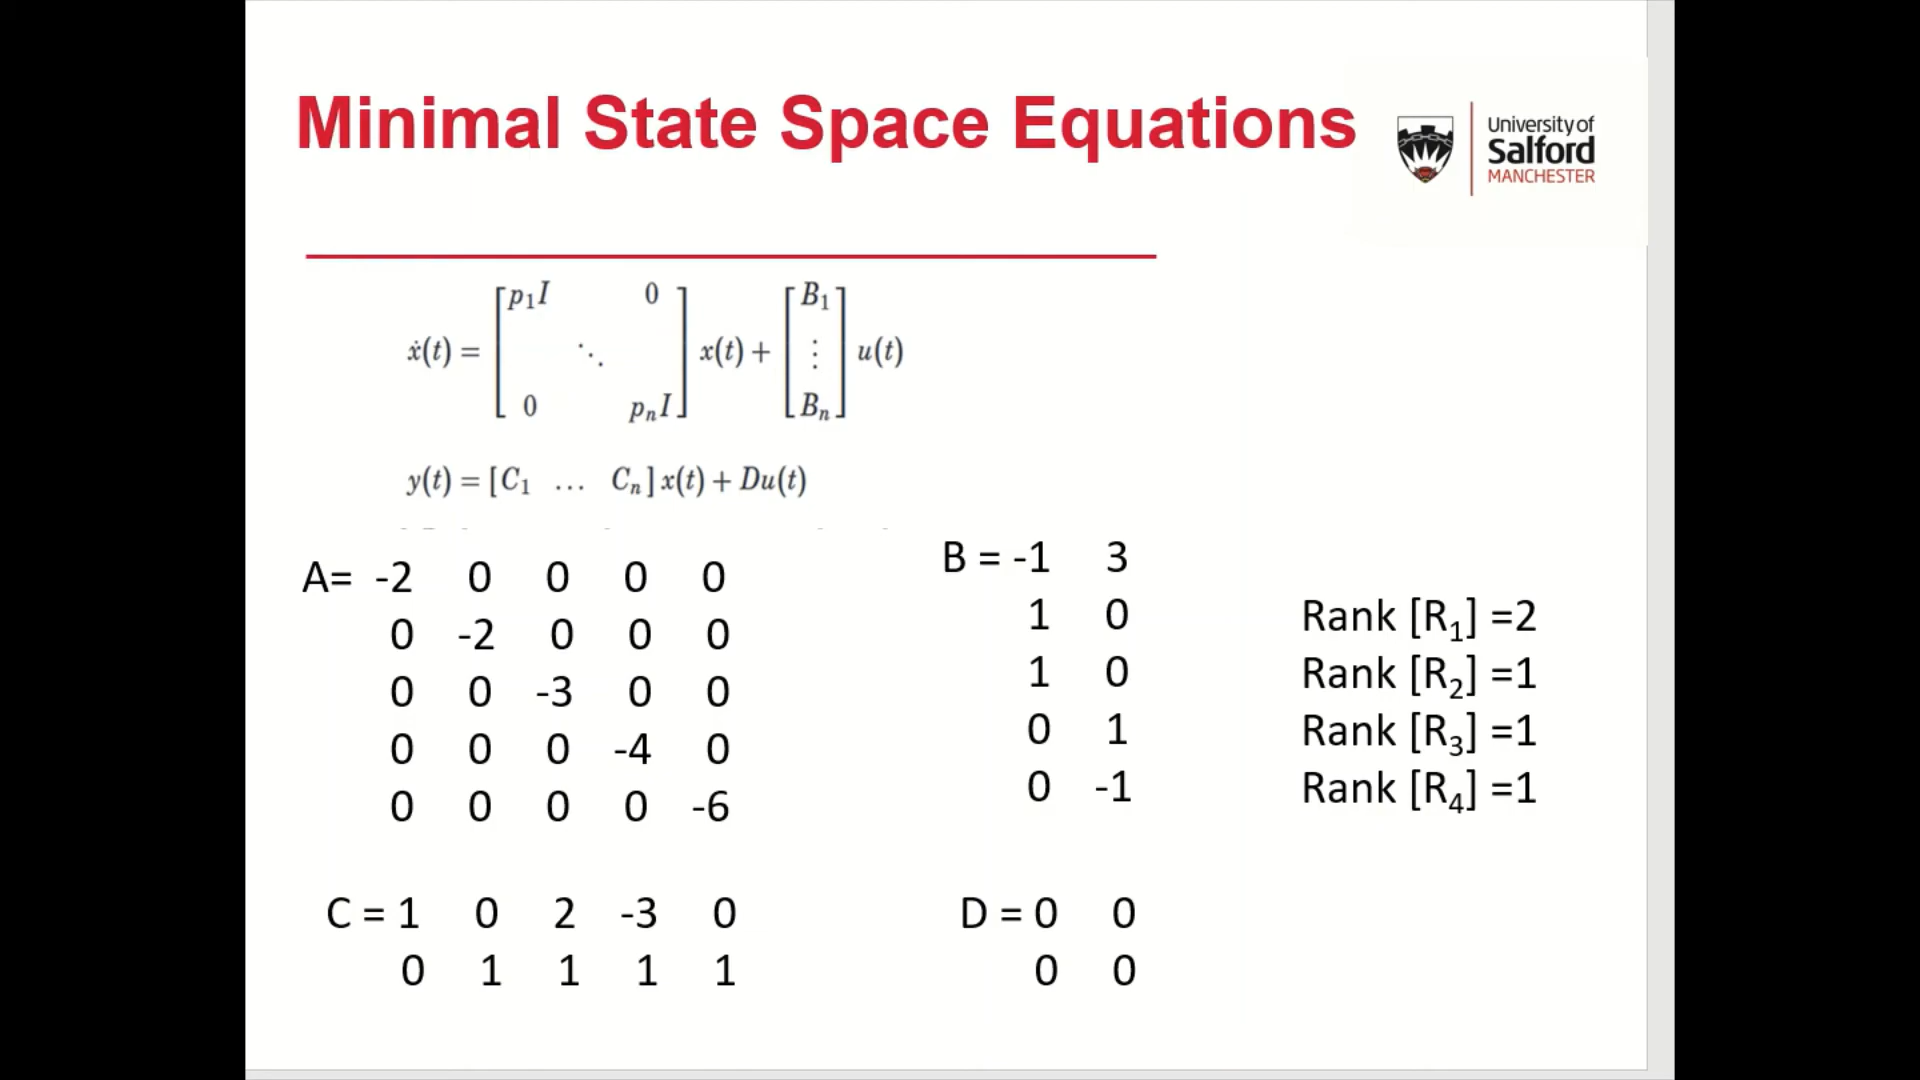 Minimal State Space Equations
University of
Salford
MANCHESTER
ẋ(t) = [p₁I 0 ⋱ 0 pₙI] x(t) + [B₁ ⋮ Bₙ] u(t)
y(t) = [C₁ … Cₙ] x(t) + Du(t)
A= -2 0 0 0 0
0 -2 0 0 0
0 0 -3 0 0
0 0 0 -4 0
0 0 0 0 -6
B = -1 3
1 0
1 0
0 1
0 -1
Rank [R₁] =2
Rank [R₂] =1
Rank [R₃] =1
Rank [R₄] =1
C = 1 0 2 -3 0
0 1 1 1 1
D = 0 0
0 0